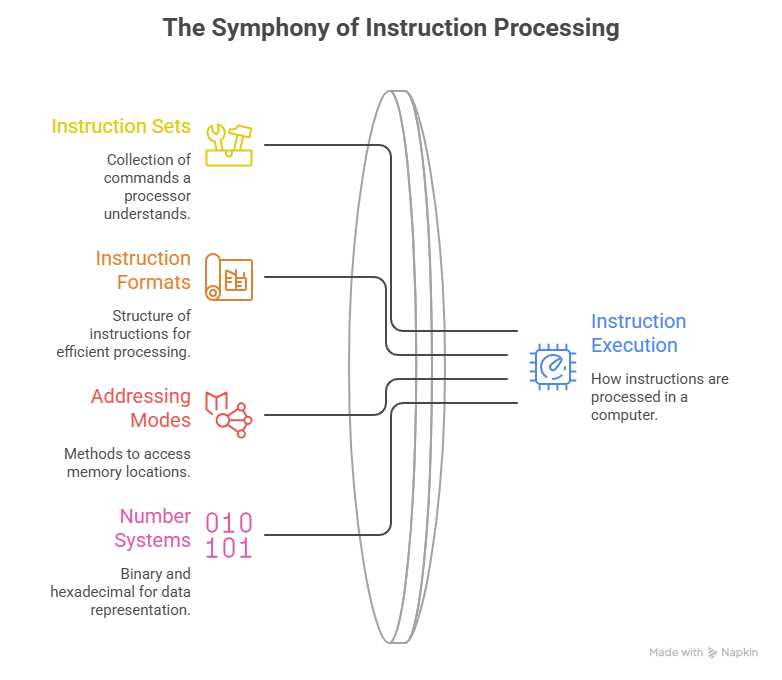 The Symphony of Instruction Processing
Instruction Sets
Collection of
commands a
processor
understands.
Instruction
Formats
Structure of
instructions for
efficient processing.
Addressing
Modes
Methods to access
memory locations.
Number
Systems
010
101
Binary and
hexadecimal for data
representation.
Instruction
Execution
How instructions are
processed in a
computer.
Made with Napkin